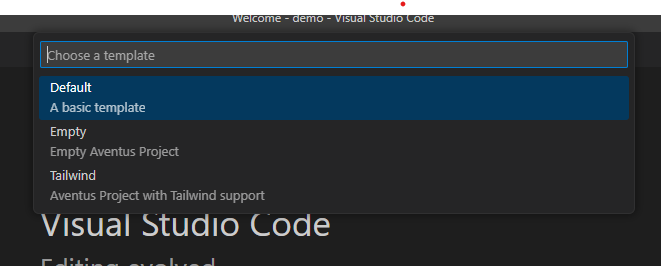 Welcome - demo - Visual Studio Code
Choose a template
Default
A basic template
Empty
Empty Aventus Project
Tailwind
Aventus Project with Tailwind support
Visual Studio Code
Editing evolved